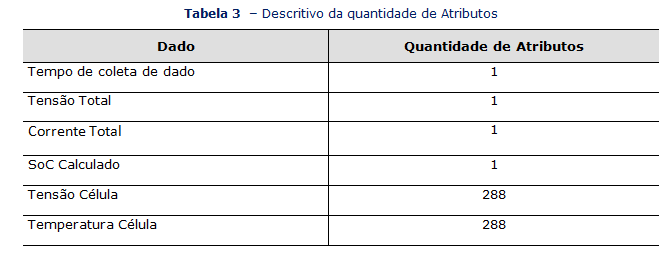 Tabela 3 – Descritivo da quantidade de Atributos
Dado Quantidade de Atributos
Tempo de coleta de dado 1
Tensão Total 1
Corrente Total 1
SoC Calculado 1
Tensão Célula 288
Temperatura Célula 288